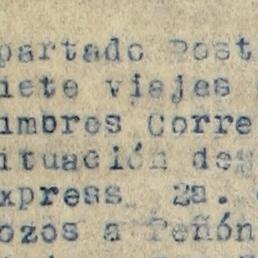 partado Post
iete viajes
imbres Corre
ituación de
xpress 2a.
ozos a Peñón